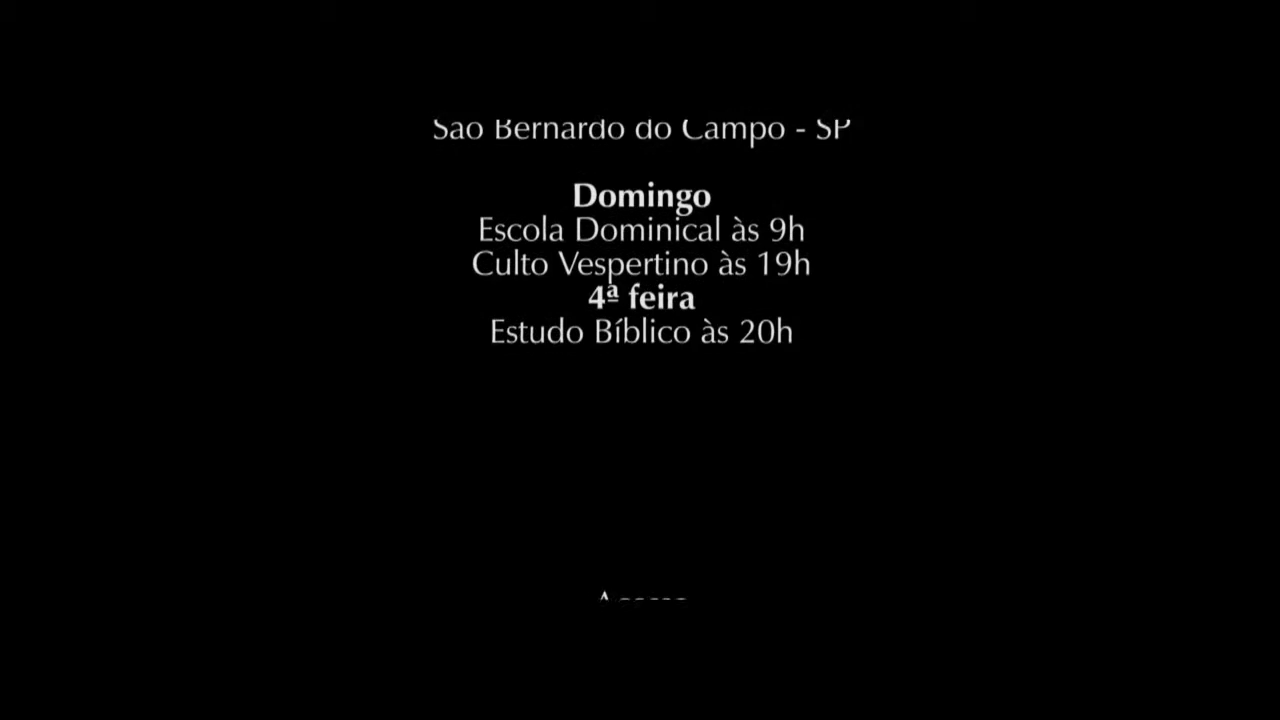 São Bernardo do Campo - SP
Domingo
Escola Dominical às 9h
Culto Vespertino às 19h
4ª feira
Estudo Bíblico às 20h